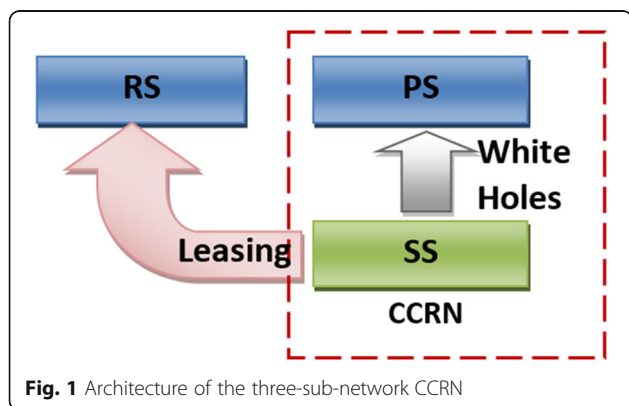 RS
PS
White
Holes
Leasing
SS
CCRN
Fig. 1 Architecture of the three-sub-network CCRN